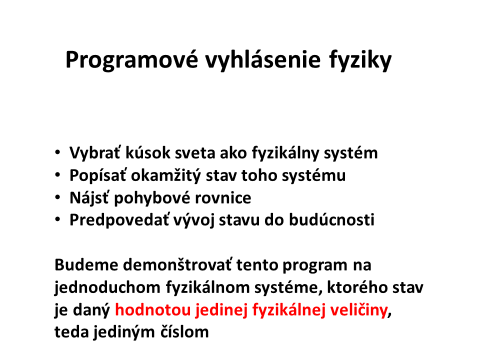 Programové vyhlásenie fyziky
• Vybrať kúsok sveta ako fyzikálny systém
• Popísať okamžitý stav toho systému
• Nájsť pohybové rovnice
• Predpovedať vývoj stavu do budúcnosti
Budeme demonštrovať tento program na
jednoduchom fyzikálnom systéme, ktorého stav
je daný hodnotou jedinej fyzikálnej veličiny,
teda jediným číslom